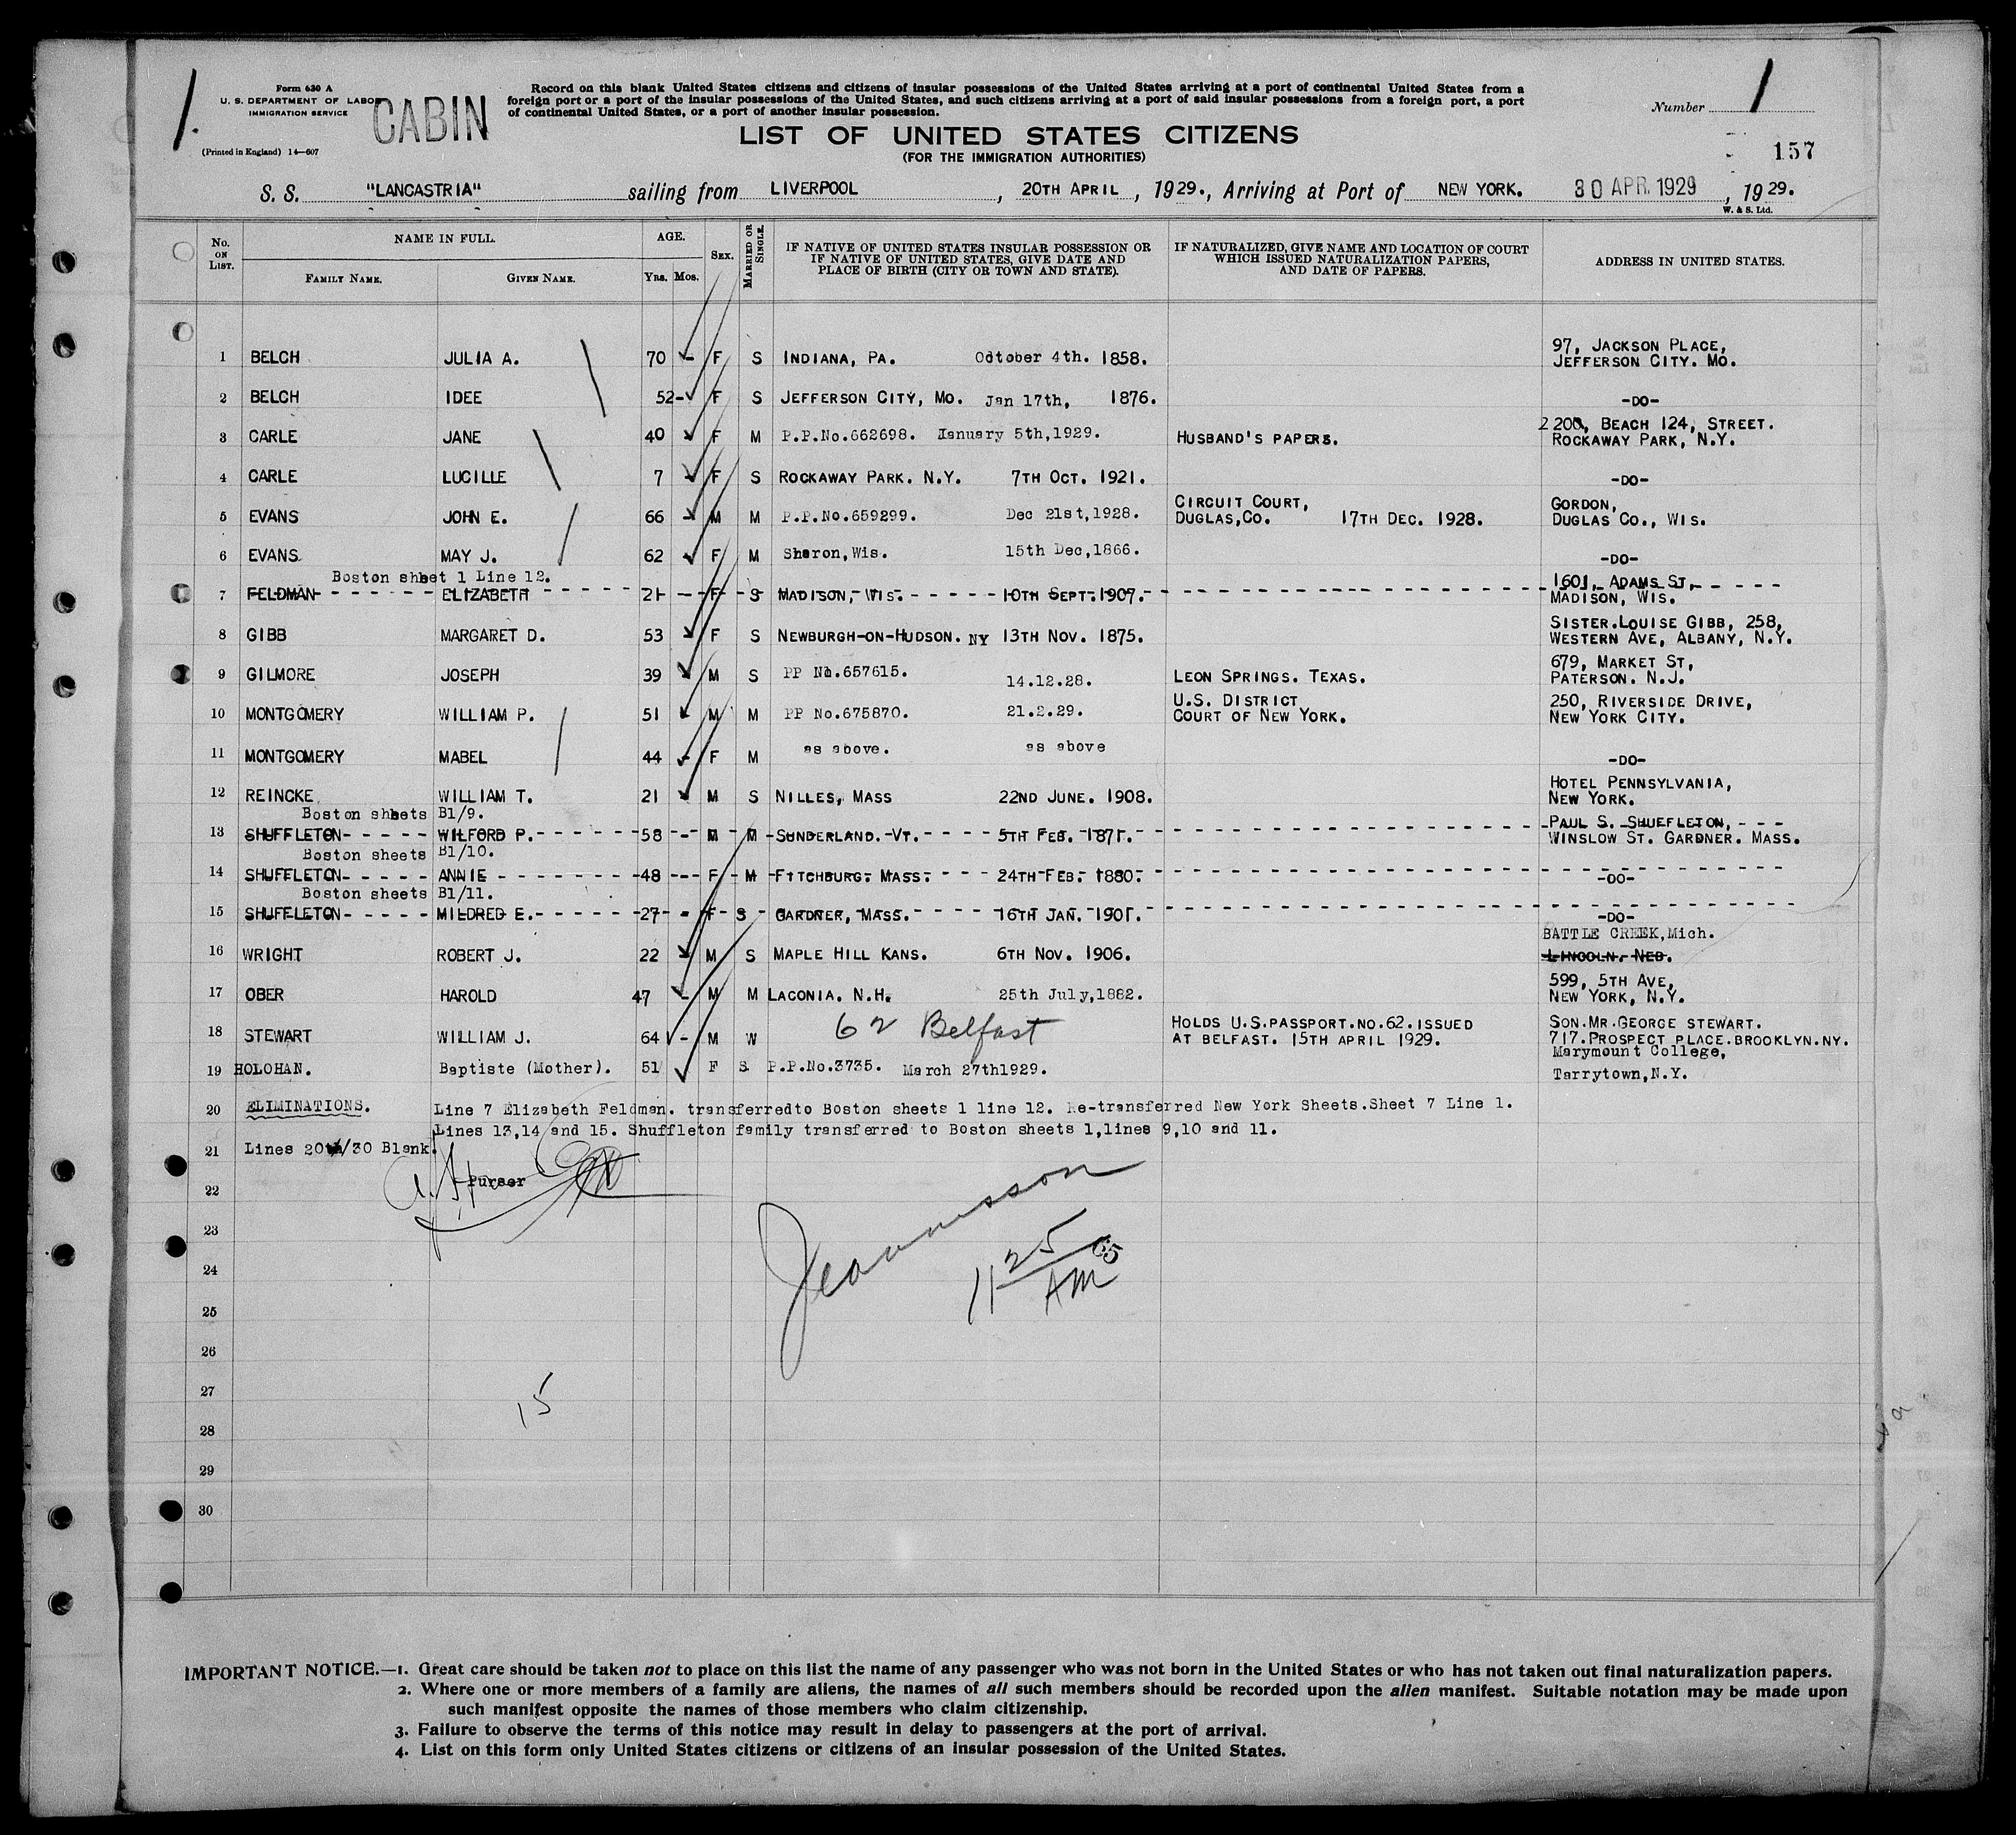 Form 630 A
U. S. DEPARTMENT OF LABOR
IMMIGRATION SERVICE
(Printed in England) 14—607
CABIN
Record on this blank United States citizens and citizens of insular possessions of the United States arriving at a port of continental United States from a
foreign port or a port of the insular possessions of the United States, and such citizens arriving at a port of said insular possessions from a foreign port, a port
of continental United States, or a port of another insular possession.
Number 1
LIST OF UNITED STATES CITIZENS
(FOR THE IMMIGRATION AUTHORITIES)
157
S. S. "LANCASTRIA" sailing from LIVERPOOL, 20TH APRIL, 1929., Arriving at Port of NEW YORK. 30 APR. 1929, 1929.
W. & S. Ltd.
No. ON LIST. NAME IN FULL. AGE. SEX. MARRIED OR SINGLE. IF NATIVE OF UNITED STATES INSULAR POSSESSION OR IF NATIVE OF UNITED STATES, GIVE DATE AND PLACE OF BIRTH (CITY OR TOWN AND STATE). IF NATURALIZED, GIVE NAME AND LOCATION OF COURT WHICH ISSUED NATURALIZATION PAPERS, AND DATE OF PAPERS. ADDRESS IN UNITED STATES.
FAMILY NAME. GIVEN NAME. Yrs. Mos.
1 BELCH JULIA A. 70 - F S INDIANA, PA. October 4th. 1858. 97, JACKSON PLACE, JEFFERSON CITY. MO.
2 BELCH IDEE 52- F S JEFFERSON CITY, MO. Jan 17th, 1876. -DO-
3 CARLE JANE 40 F M P.P.No.662698. January 5th,1929. HUSBAND'S PAPERS. 2 200, BEACH 124, STREET. ROCKAWAY PARK, N.Y.
4 CARLE LUCILLE 7 F S ROCKAWAY PARK. N.Y. 7TH OCT. 1921. -DO-
5 EVANS JOHN E. 66 - M M P.P.No.659299. Dec 21st,1928. CIRCUIT COURT, DUGLAS,CO. 17TH DEC. 1928. GORDON, DUGLAS CO., WIS.
6 EVANS MAY J. 62 F M Sharon,Wis. 15th Dec,1866. -DO-
Boston sheet 1 Line 12.
7 FELDMAN ELIZABETH 21 - F S MADISON, WIS. 10TH SEPT. 1907. 1601, ADAMS ST, MADISON, WIS.
8 GIBB MARGARET D. 53 F S NEWBURGH-ON-HUDSON. NY 13TH NOV. 1875. SISTER.LOUISE GIBB, 258, WESTERN AVE, ALBANY, N.Y.
9 GILMORE JOSEPH 39 M S PP No.657615. 14.12.28. LEON SPRINGS. TEXAS. 679, MARKET ST, PATERSON. N.J.
10 MONTGOMERY WILLIAM P. 51 M M PP No.675870. 21.2.29. U.S. DISTRICT COURT OF NEW YORK. 250, RIVERSIDE DRIVE, NEW YORK CITY.
11 MONTGOMERY MABEL 44 - F M as above. as above -DO-
12 REINCKE WILLIAM T. 21 M S NILLES, MASS 22ND JUNE. 1908. HOTEL PENNSYLVANIA, NEW YORK.
Boston sheets B1/9.
13 SHUFFLETON WILFORD P. 58 - M M SUNDERLAND. VT. 5TH FEB. 1871. PAUL S. SHUFFLETON, WINSLOW ST. GARDNER. MASS.
Boston sheets B1/10.
14 SHUFFLETON ANNIE 48 - F M FITCHBURG. MASS. 24TH FEB. 1880. -DO-
Boston sheets B1/11.
15 SHUFFLETON MILDRED E. 27 - F S GARDNER, MASS. 16TH JAN. 1901. -DO-
16 WRIGHT ROBERT J. 22 M S MAPLE HILL KANS. 6TH NOV. 1906. BATTLE CREEK,Mich. LINCOLN. NEB.
17 OBER HAROLD 47 - M M LACONIA. N.H. 25th July,1882. 599, 5TH AVE, NEW YORK, N.Y.
18 STEWART WILLIAM J. 64 - M W 62 Belfast HOLDS U.S.PASSPORT.NO.62.ISSUED AT BELFAST. 15TH APRIL 1929. SON.MR.GEORGE STEWART. 717.PROSPECT PLACE.BROOKLYN.NY.
19 HOLOHAN. Baptiste (Mother). 51 F S P.P.No.3735. March 27th1929. Marymount College, Tarrytown,N.Y.
20 ELIMINATIONS. Line 7 Elizabeth Feldman. transferredto Boston sheets 1 line 12. Re-transferred New York Sheets.Sheet 7 Line 1.
Lines 13,14 and 15. Shuffleton family transferred to Boston sheets 1,lines 9,10 and 11.
21 Lines 20th/30 Blank.
22 Purser
23
24 11 25 AM
25
26
27 15
28
29
30
IMPORTANT NOTICE.—1. Great care should be taken not to place on this list the name of any passenger who was not born in the United States or who has not taken out final naturalization papers.
2. Where one or more members of a family are aliens, the names of all such members should be recorded upon the alien manifest. Suitable notation may be made upon
such manifest opposite the names of those members who claim citizenship.
3. Failure to observe the terms of this notice may result in delay to passengers at the port of arrival.
4. List on this form only United States citizens or citizens of an insular possession of the United States.